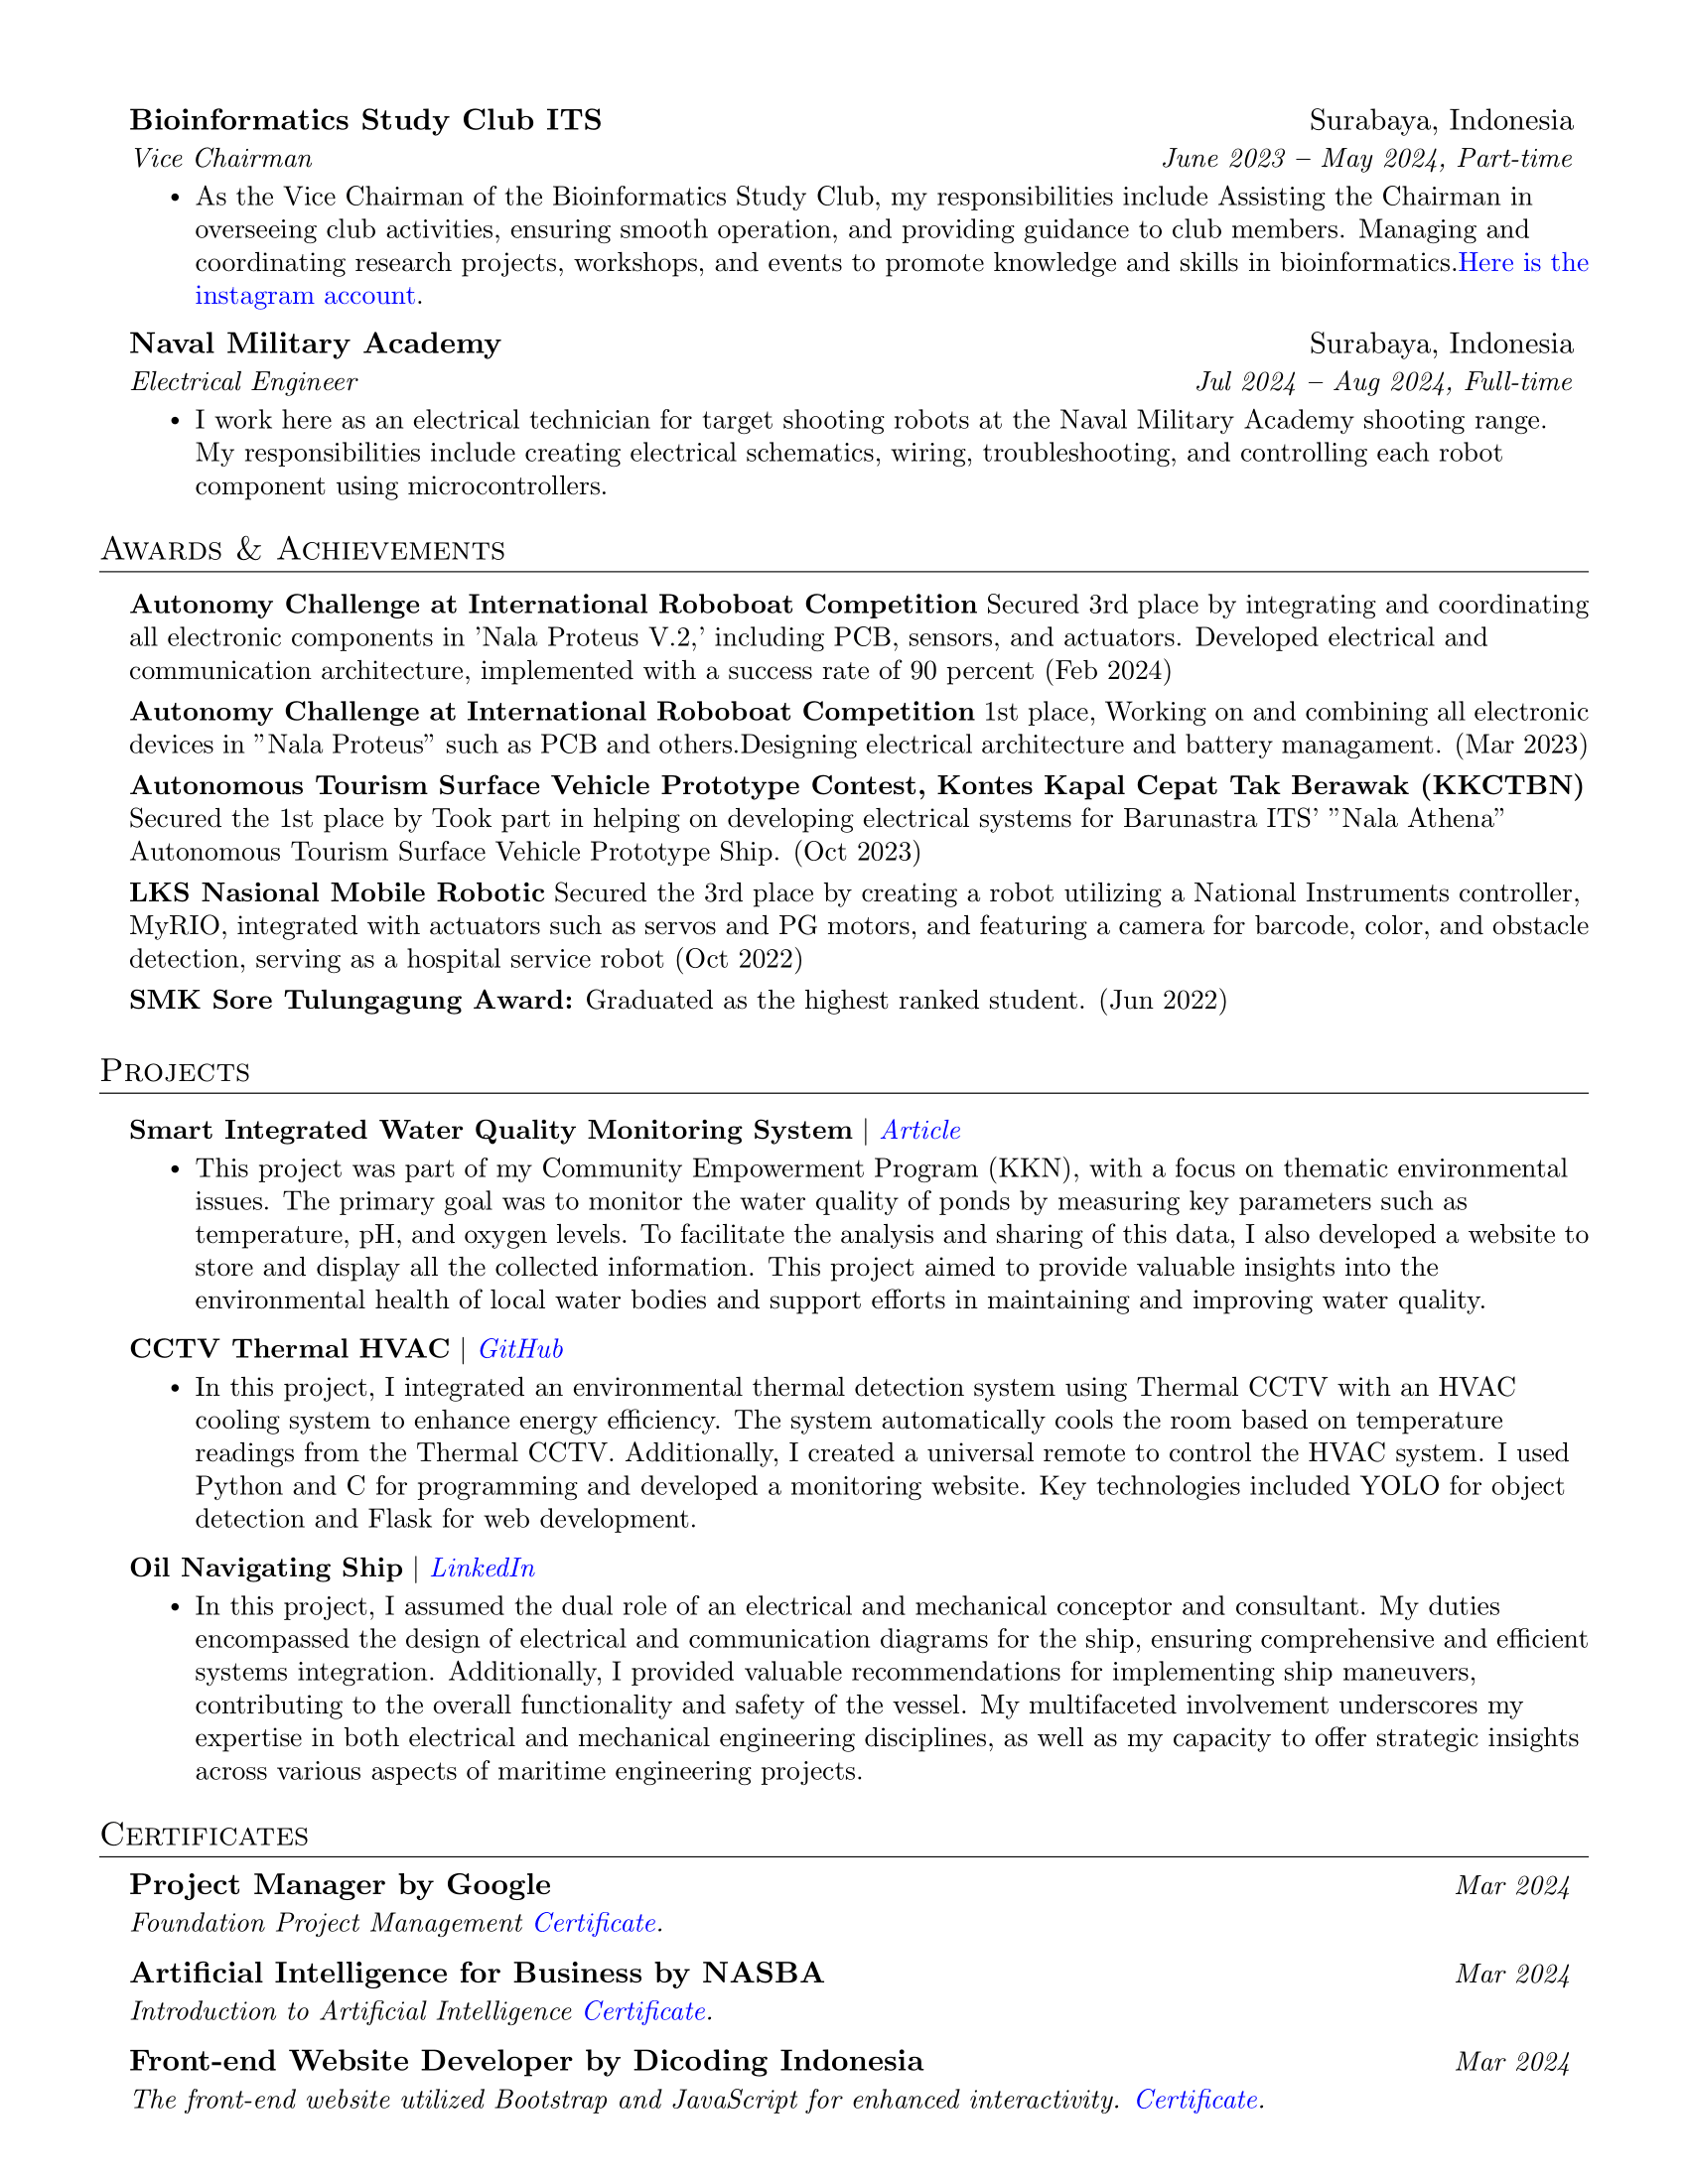 Bioinformatics Study Club ITS Surabaya, Indonesia
Vice Chairman June 2023 – May 2024, Part-time
• As the Vice Chairman of the Bioinformatics Study Club, my responsibilities include Assisting the Chairman in
overseeing club activities, ensuring smooth operation, and providing guidance to club members. Managing and
coordinating research projects, workshops, and events to promote knowledge and skills in bioinformatics.Here is the
instagram account.
Naval Military Academy Surabaya, Indonesia
Electrical Engineer Jul 2024 – Aug 2024, Full-time
• I work here as an electrical technician for target shooting robots at the Naval Military Academy shooting range.
My responsibilities include creating electrical schematics, wiring, troubleshooting, and controlling each robot
component using microcontrollers.
Awards & Achievements
Autonomy Challenge at International Roboboat Competition Secured 3rd place by integrating and coordinating
all electronic components in ’Nala Proteus V.2,’ including PCB, sensors, and actuators. Developed electrical and
communication architecture, implemented with a success rate of 90 percent (Feb 2024)
Autonomy Challenge at International Roboboat Competition 1st place, Working on and combining all electronic
devices in ”Nala Proteus” such as PCB and others.Designing electrical architecture and battery managament. (Mar 2023)
Autonomous Tourism Surface Vehicle Prototype Contest, Kontes Kapal Cepat Tak Berawak (KKCTBN)
Secured the 1st place by Took part in helping on developing electrical systems for Barunastra ITS’ ”Nala Athena”
Autonomous Tourism Surface Vehicle Prototype Ship. (Oct 2023)
LKS Nasional Mobile Robotic Secured the 3rd place by creating a robot utilizing a National Instruments controller,
MyRIO, integrated with actuators such as servos and PG motors, and featuring a camera for barcode, color, and obstacle
detection, serving as a hospital service robot (Oct 2022)
SMK Sore Tulungagung Award: Graduated as the highest ranked student. (Jun 2022)
Projects
Smart Integrated Water Quality Monitoring System | Article
• This project was part of my Community Empowerment Program (KKN), with a focus on thematic environmental
issues. The primary goal was to monitor the water quality of ponds by measuring key parameters such as
temperature, pH, and oxygen levels. To facilitate the analysis and sharing of this data, I also developed a website to
store and display all the collected information. This project aimed to provide valuable insights into the
environmental health of local water bodies and support efforts in maintaining and improving water quality.
CCTV Thermal HVAC | GitHub
• In this project, I integrated an environmental thermal detection system using Thermal CCTV with an HVAC
cooling system to enhance energy efficiency. The system automatically cools the room based on temperature
readings from the Thermal CCTV. Additionally, I created a universal remote to control the HVAC system. I used
Python and C for programming and developed a monitoring website. Key technologies included YOLO for object
detection and Flask for web development.
Oil Navigating Ship | LinkedIn
• In this project, I assumed the dual role of an electrical and mechanical conceptor and consultant. My duties
encompassed the design of electrical and communication diagrams for the ship, ensuring comprehensive and efficient
systems integration. Additionally, I provided valuable recommendations for implementing ship maneuvers,
contributing to the overall functionality and safety of the vessel. My multifaceted involvement underscores my
expertise in both electrical and mechanical engineering disciplines, as well as my capacity to offer strategic insights
across various aspects of maritime engineering projects.
Certificates
Project Manager by Google Mar 2024
Foundation Project Management Certificate.
Artificial Intelligence for Business by NASBA Mar 2024
Introduction to Artificial Intelligence Certificate.
Front-end Website Developer by Dicoding Indonesia Mar 2024
The front-end website utilized Bootstrap and JavaScript for enhanced interactivity. Certificate.